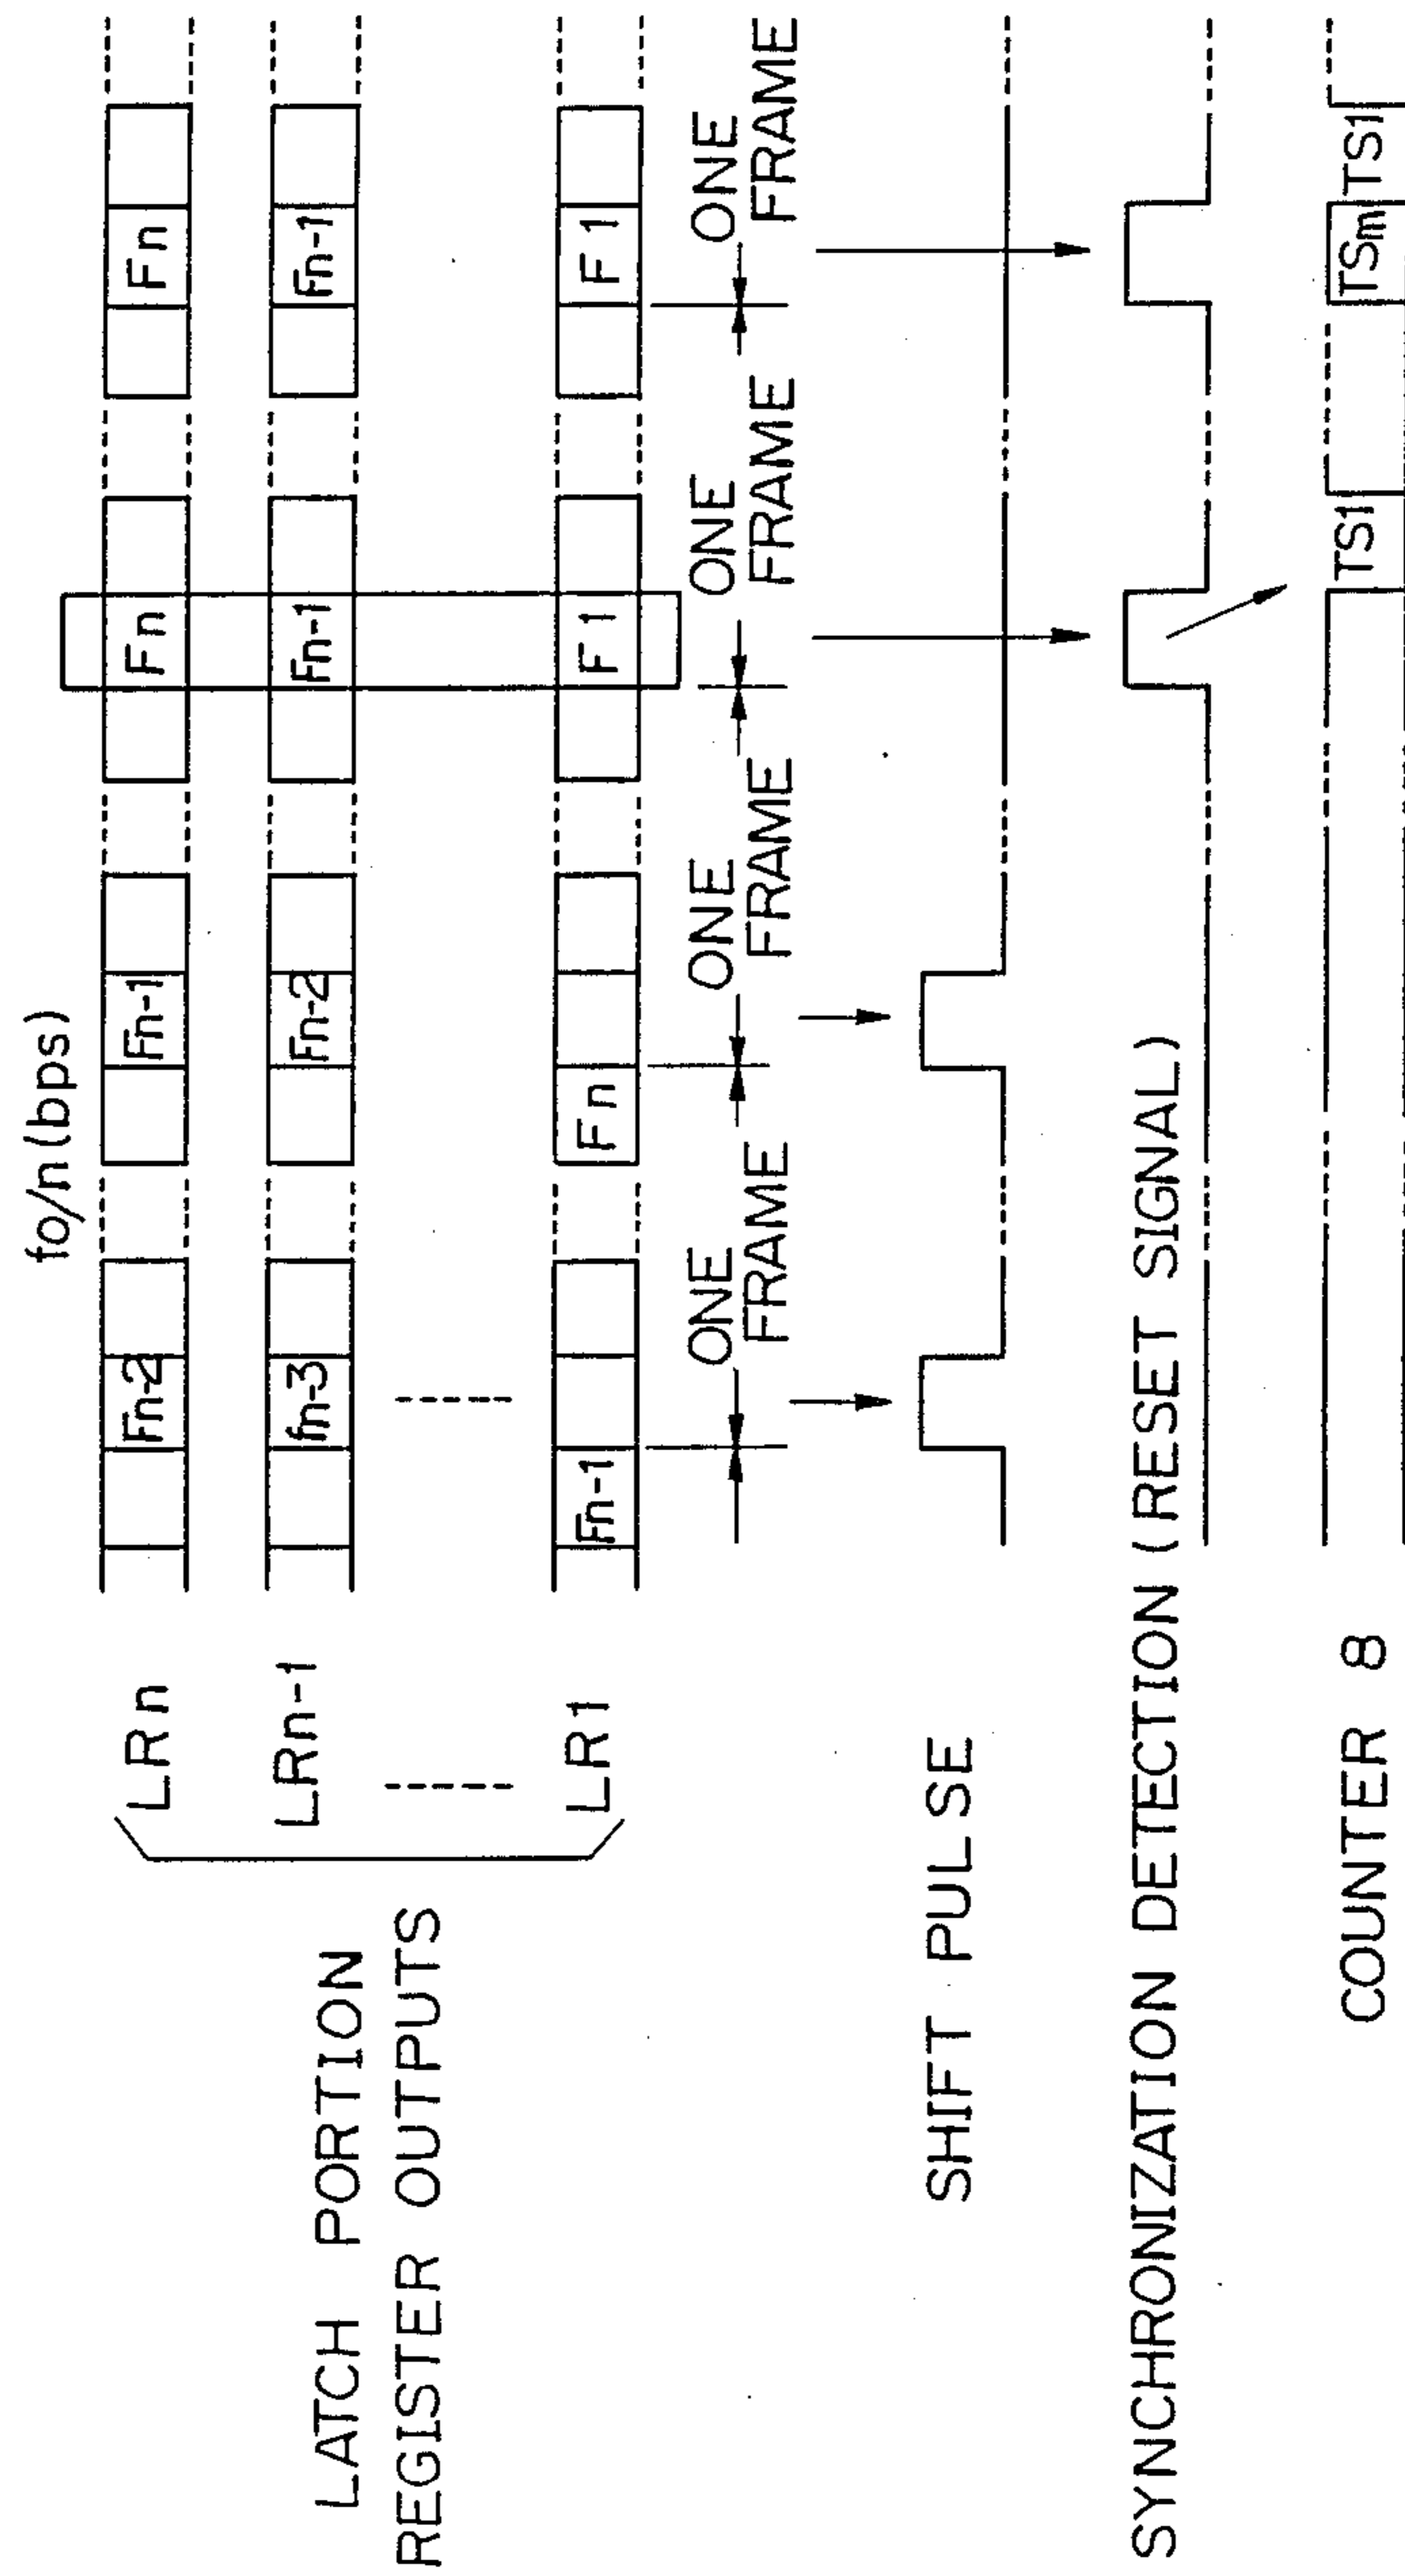 fo/n(bps)
LATCH PORTION
REGISTER OUTPUTS
LRn
Fn-2
Fn-1
Fn
Fn
LRn-1
fn-3
Fn-2
Fn-1
Fn-1
LR1
Fn-1
Fn
F1
F1
ONE
FRAME
ONE
FRAME
ONE
FRAME
ONE
FRAME
ONE
FRAME
SHIFT PULSE
SYNCHRONIZATION DETECTION (RESET SIGNAL)
COUNTER 8
TS1
TSm
TS1